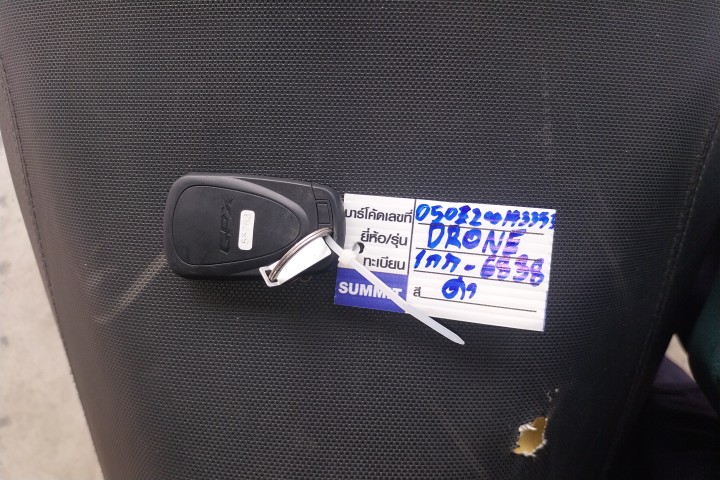 GPX
บาร์โค้ดเลขที่
ยี่ห้อ/รุ่น DRONE
ทะเบียน 1กก-6838
SUMMIT สี ดำ